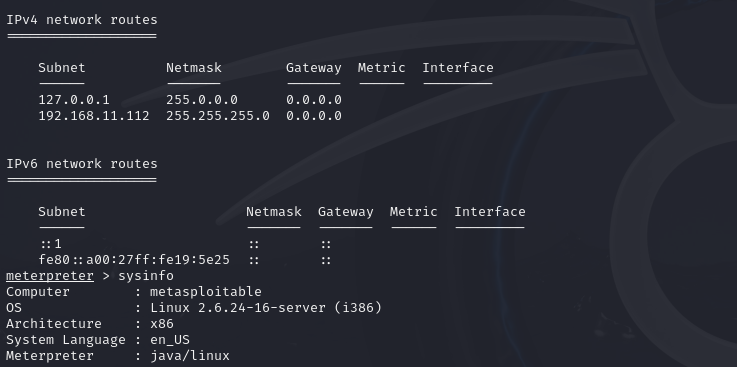 IPv4 network routes
===================
Subnet Netmask Gateway Metric Interface
------ ------- ------- ------ ---------
127.0.0.1 255.0.0.0 0.0.0.0
192.168.11.112 255.255.255.0 0.0.0.0
IPv6 network routes
===================
Subnet Netmask Gateway Metric Interface
------ ------- ------- ------ ---------
::1 :: ::
fe80::a00:27ff:fe19:5e25 :: ::
meterpreter > sysinfo
Computer : metasploitable
OS : Linux 2.6.24-16-server (i386)
Architecture : x86
System Language : en_US
Meterpreter : java/linux